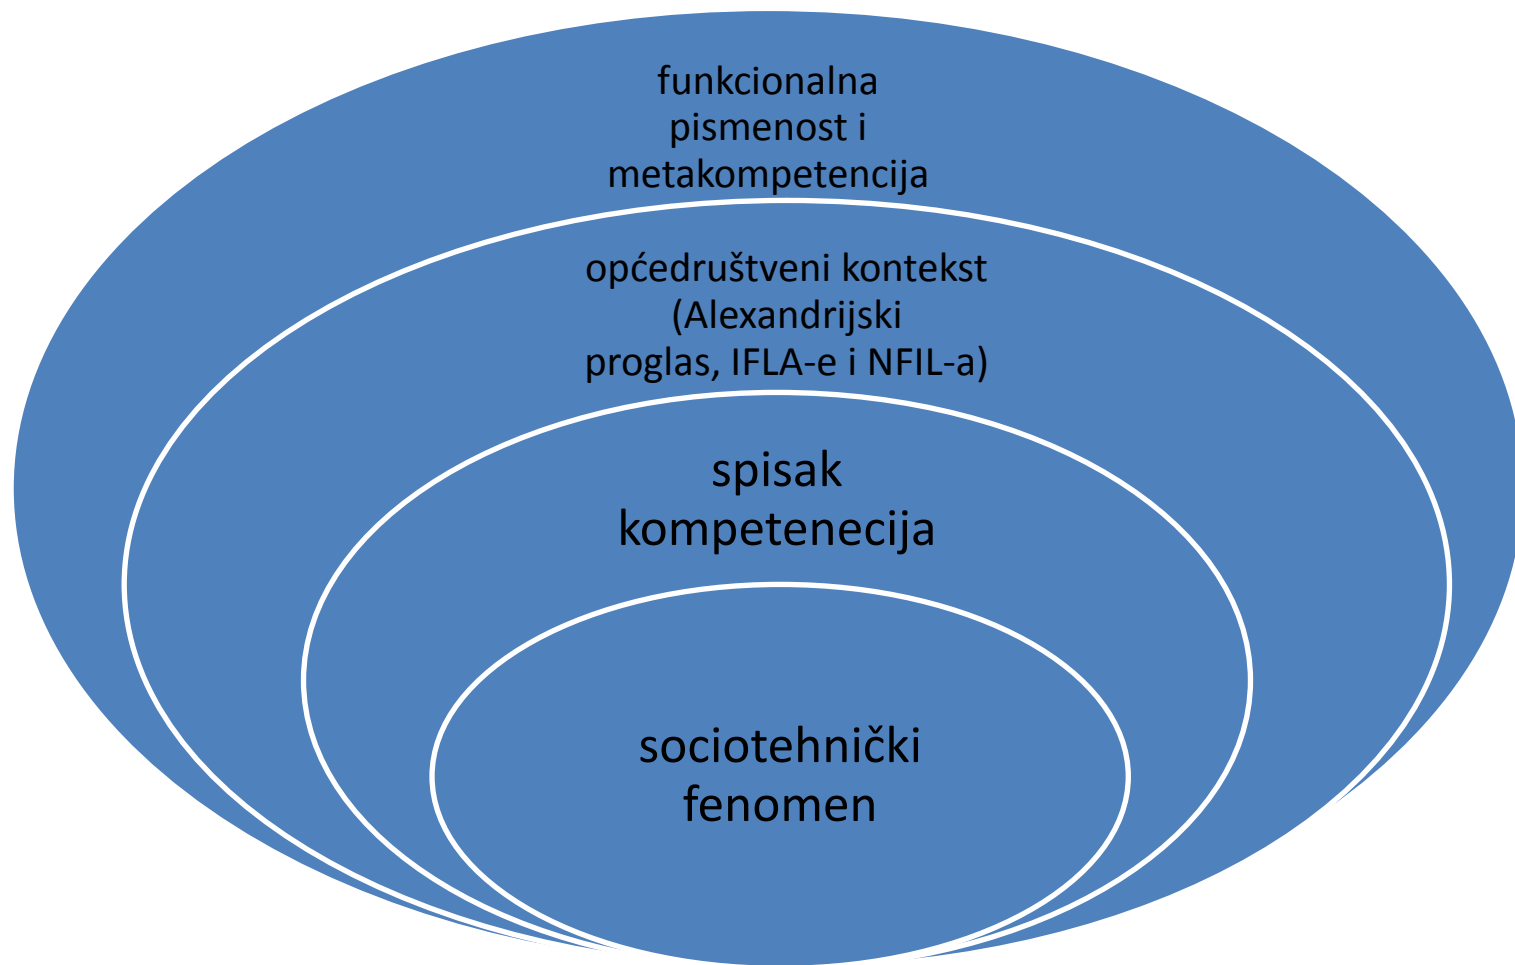 funkcionalna
pismenost i
metakompetencija
općedruštveni kontekst
(Alexandrijski
proglas, IFLA-e i NFIL-a)
spisak
kompetenecija
sociotehnički
fenomen